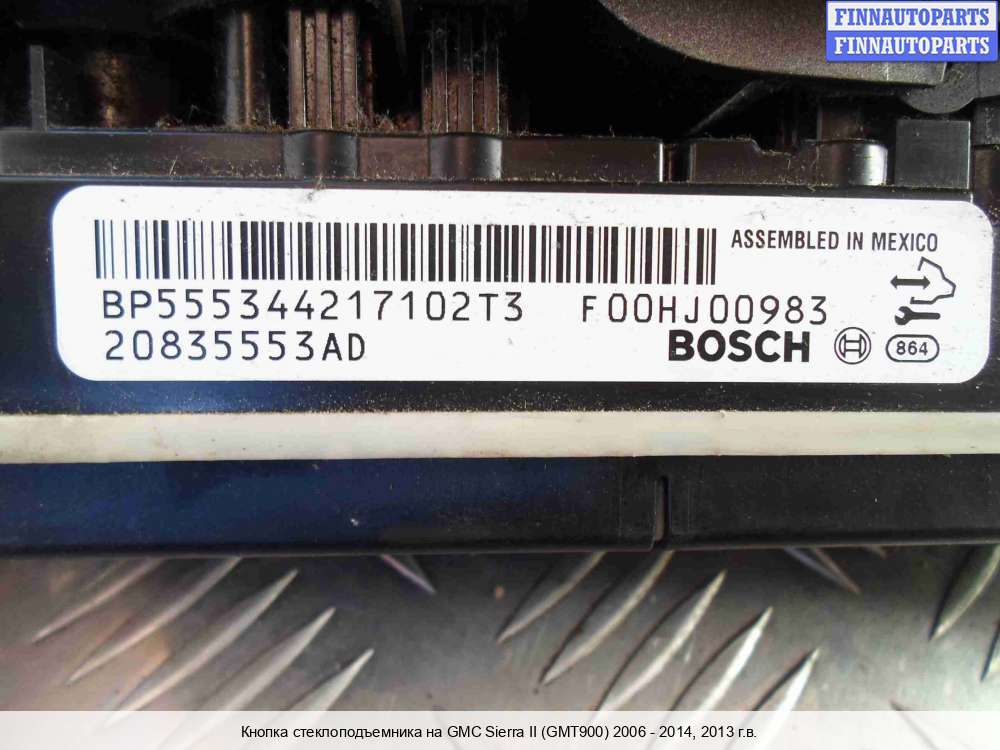 FINNAUTOPARTS
FINNAUTOPARTS
ASSEMBLED IN MEXICO
BP555344217102T3 F00HJ00983
20835553AD BOSCH 864
Кнопка стеклоподъемника на GMC Sierra II (GMT900) 2006 - 2014, 2013 г.в.